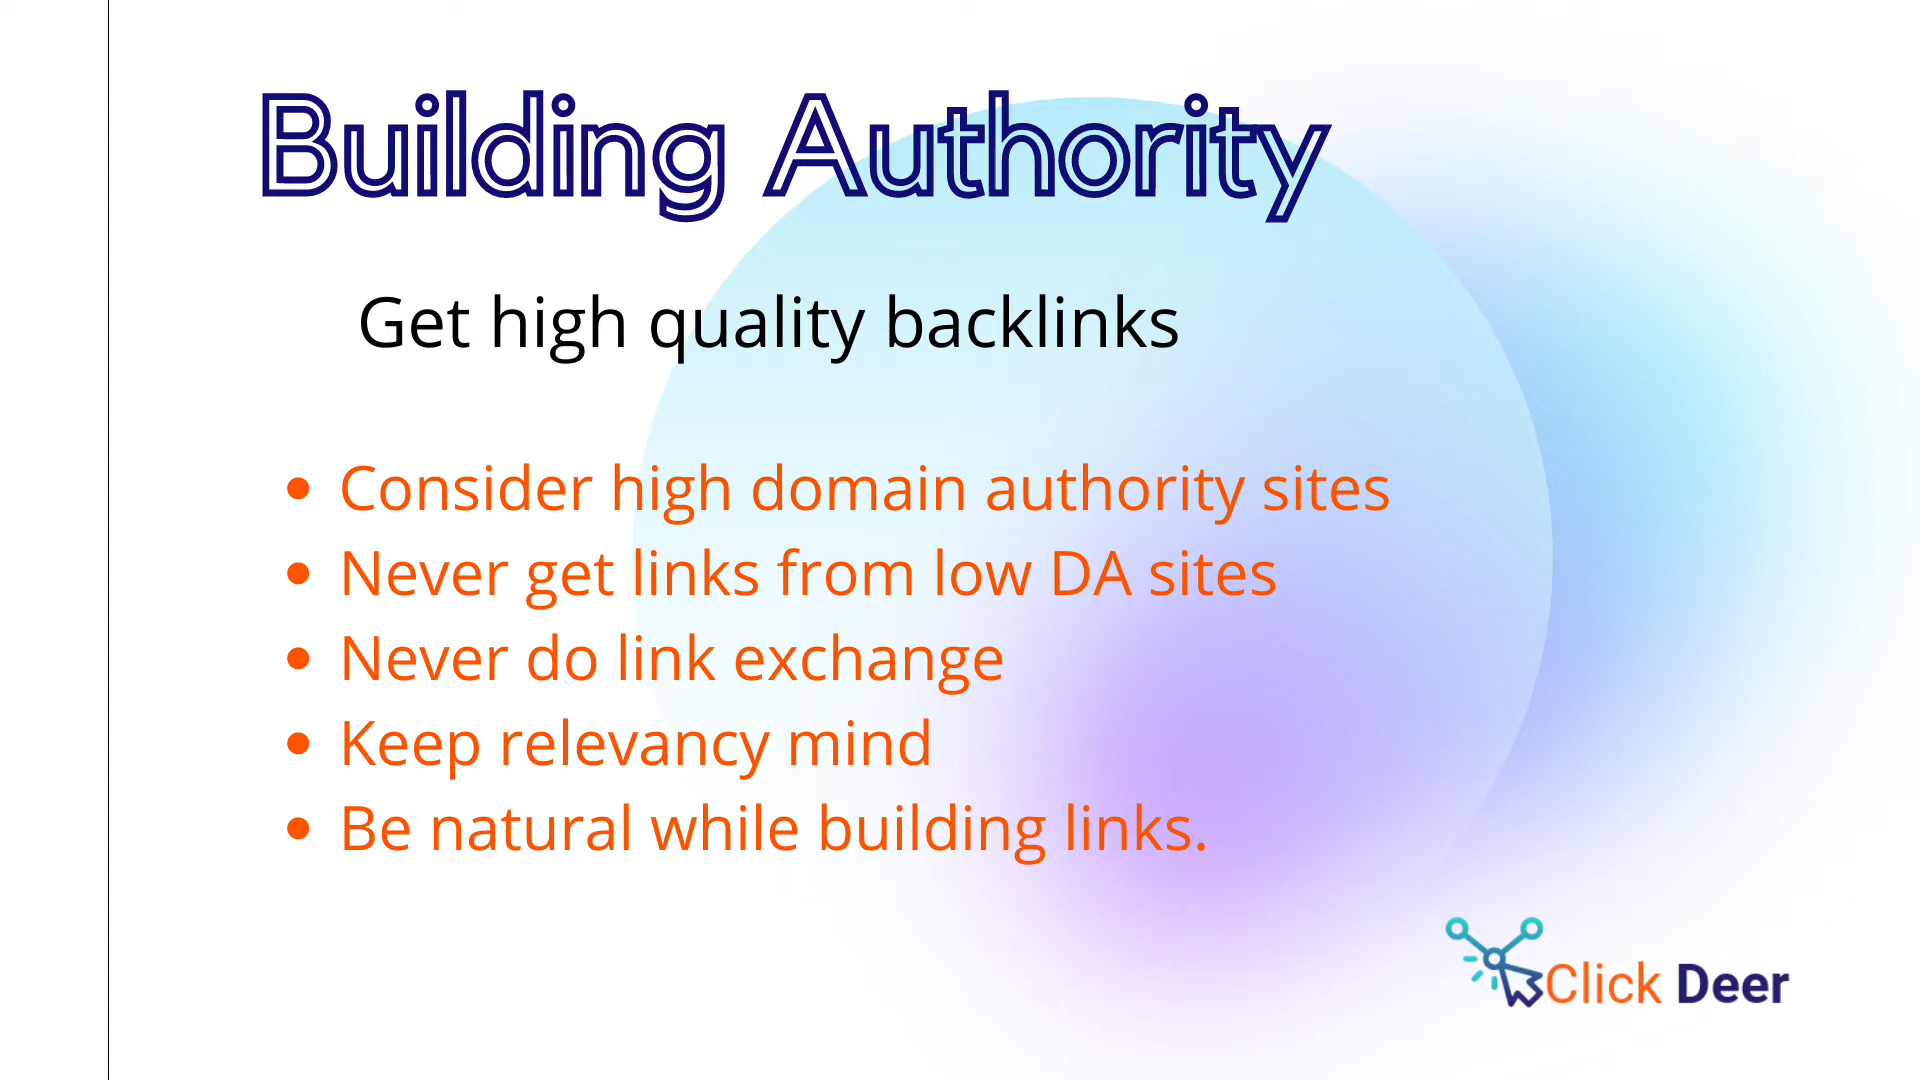 Building Authority
Get high quality backlinks
• Consider high domain authority sites
• Never get links from low DA sites
• Never do link exchange
• Keep relevancy mind
• Be natural while building links.
Click Deer